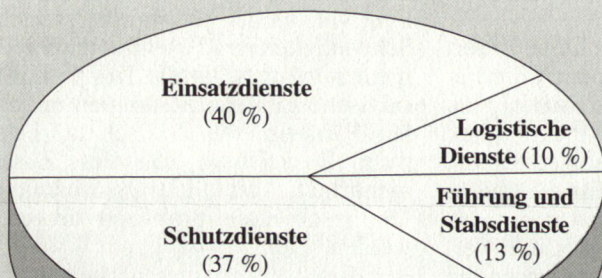 Einsatzdienste
(40 %)
Logistische
Dienste (10 %)
Führung und
Stabsdienste
(13 %)
Schutzdienste
(37 %)